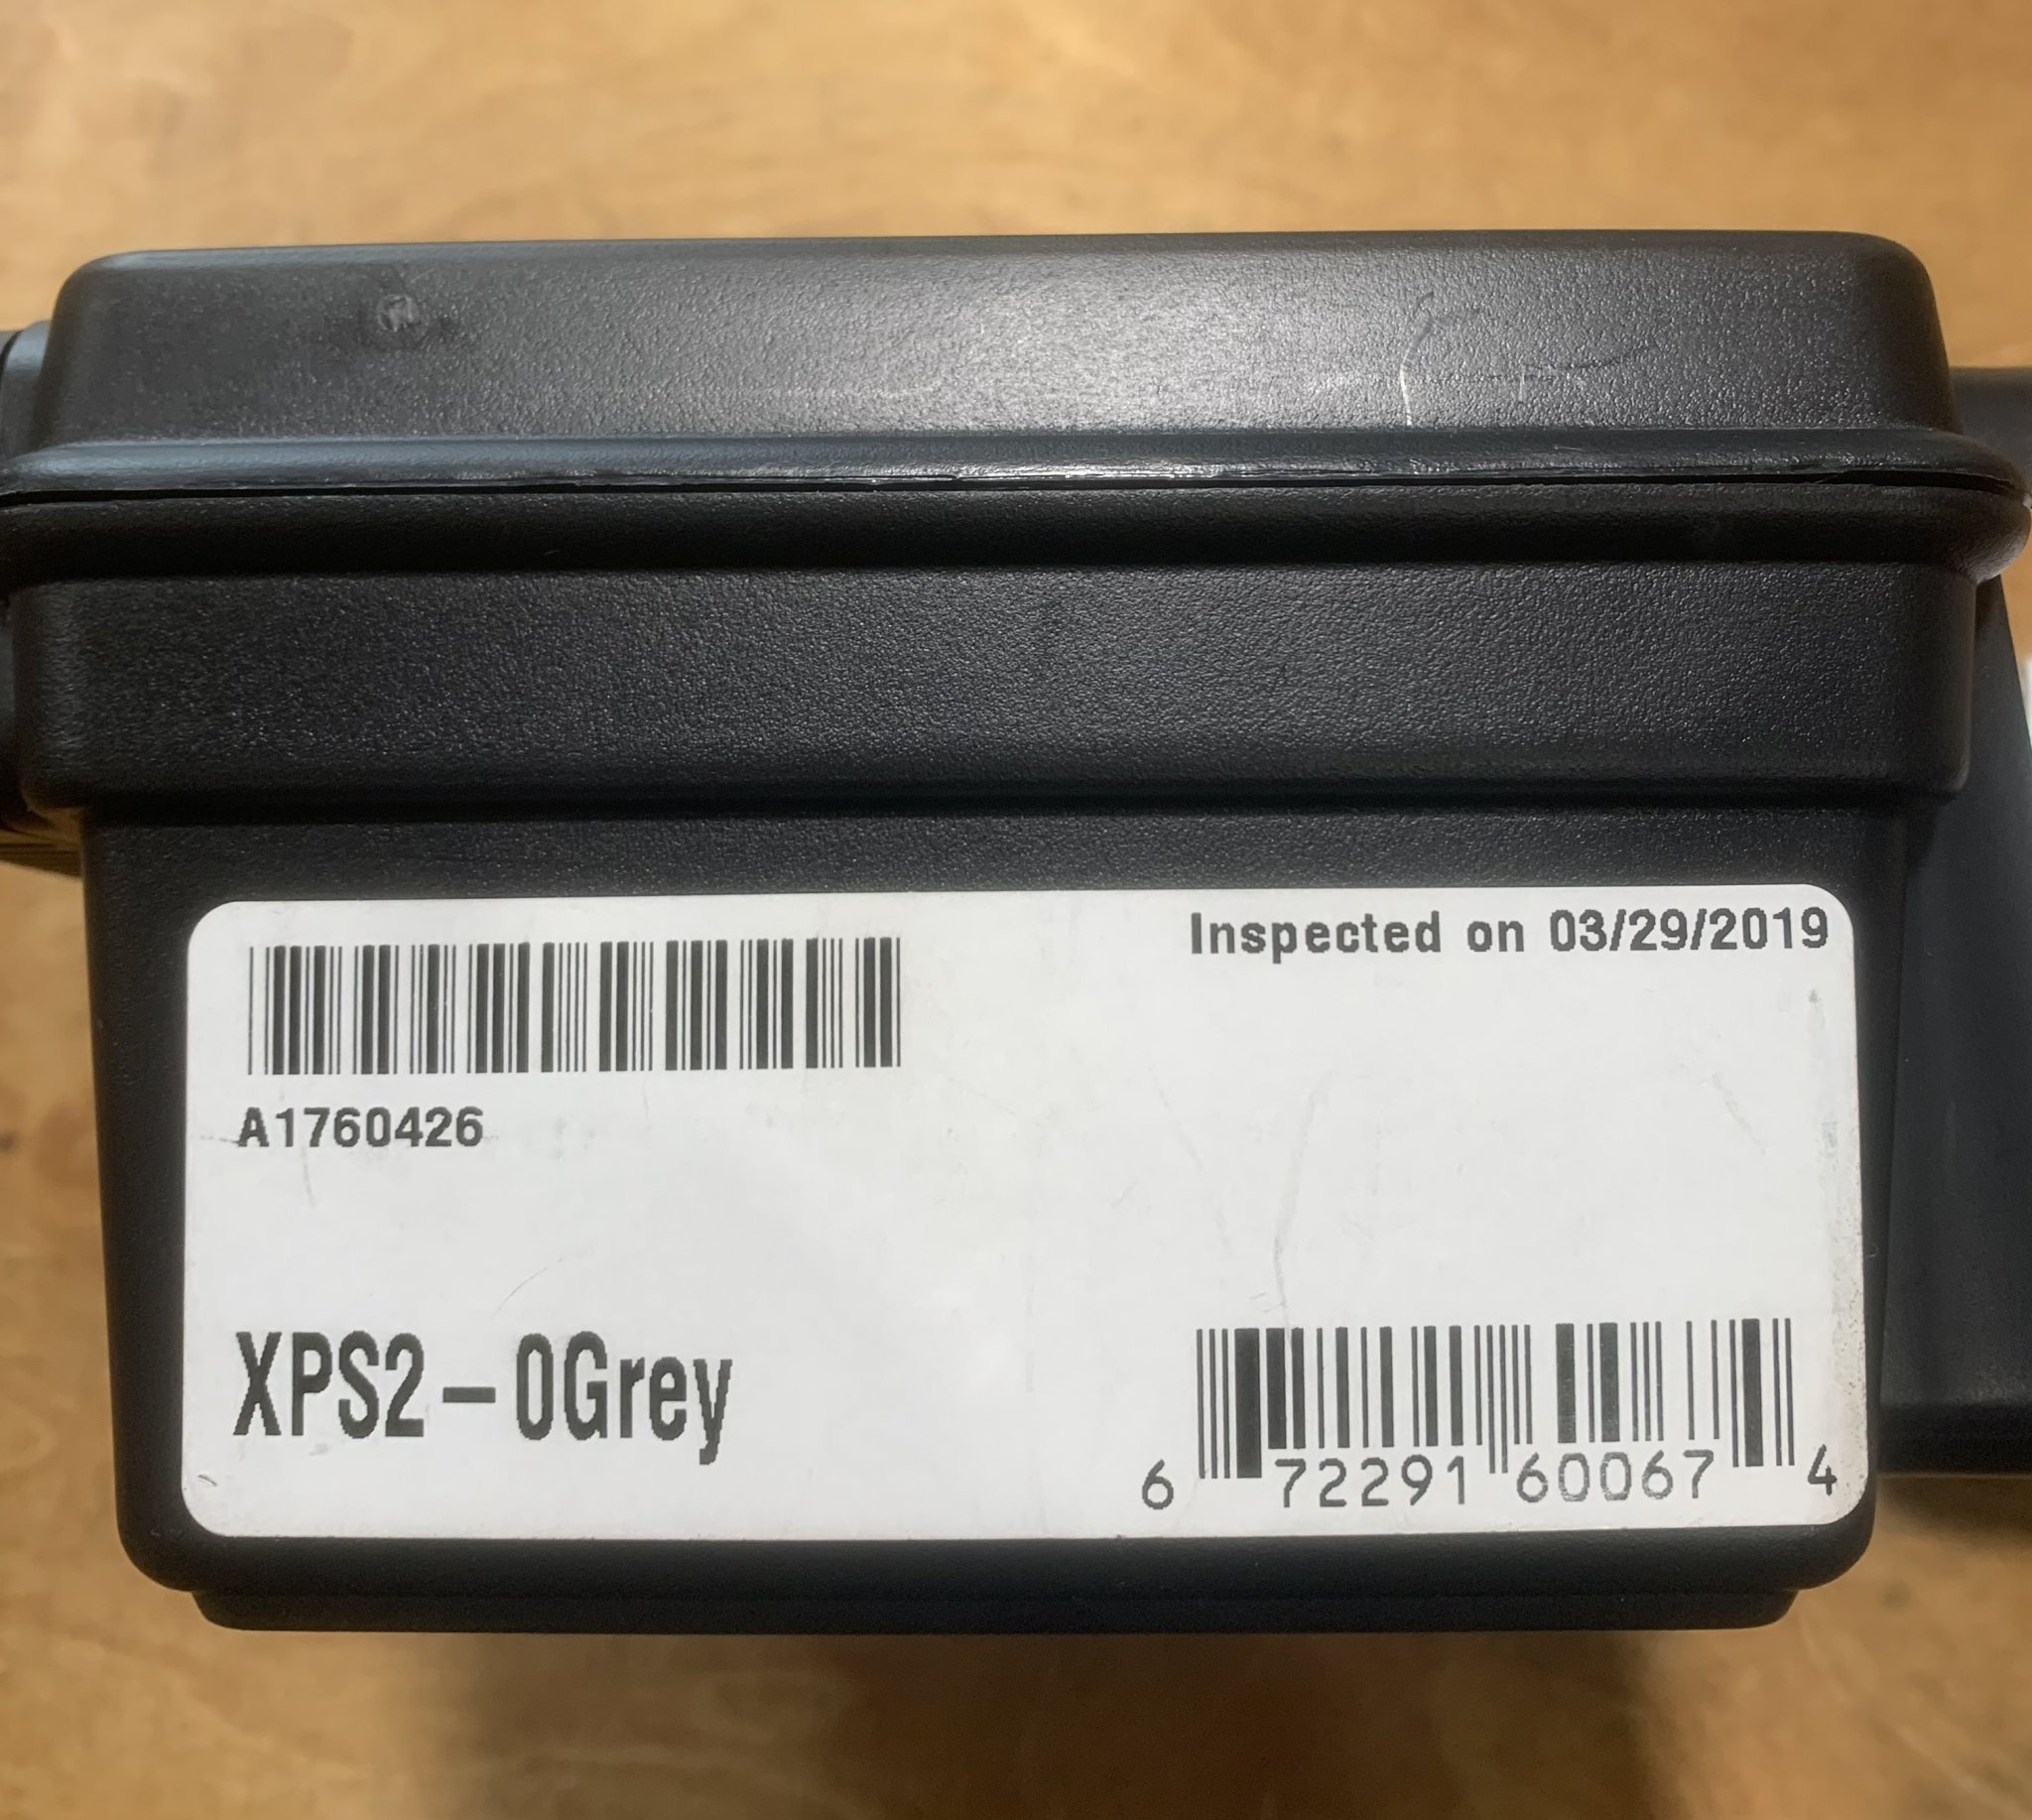 Inspected on 03/29/2019
A1760426
XPS2-0Grey
6 72291 60067 4